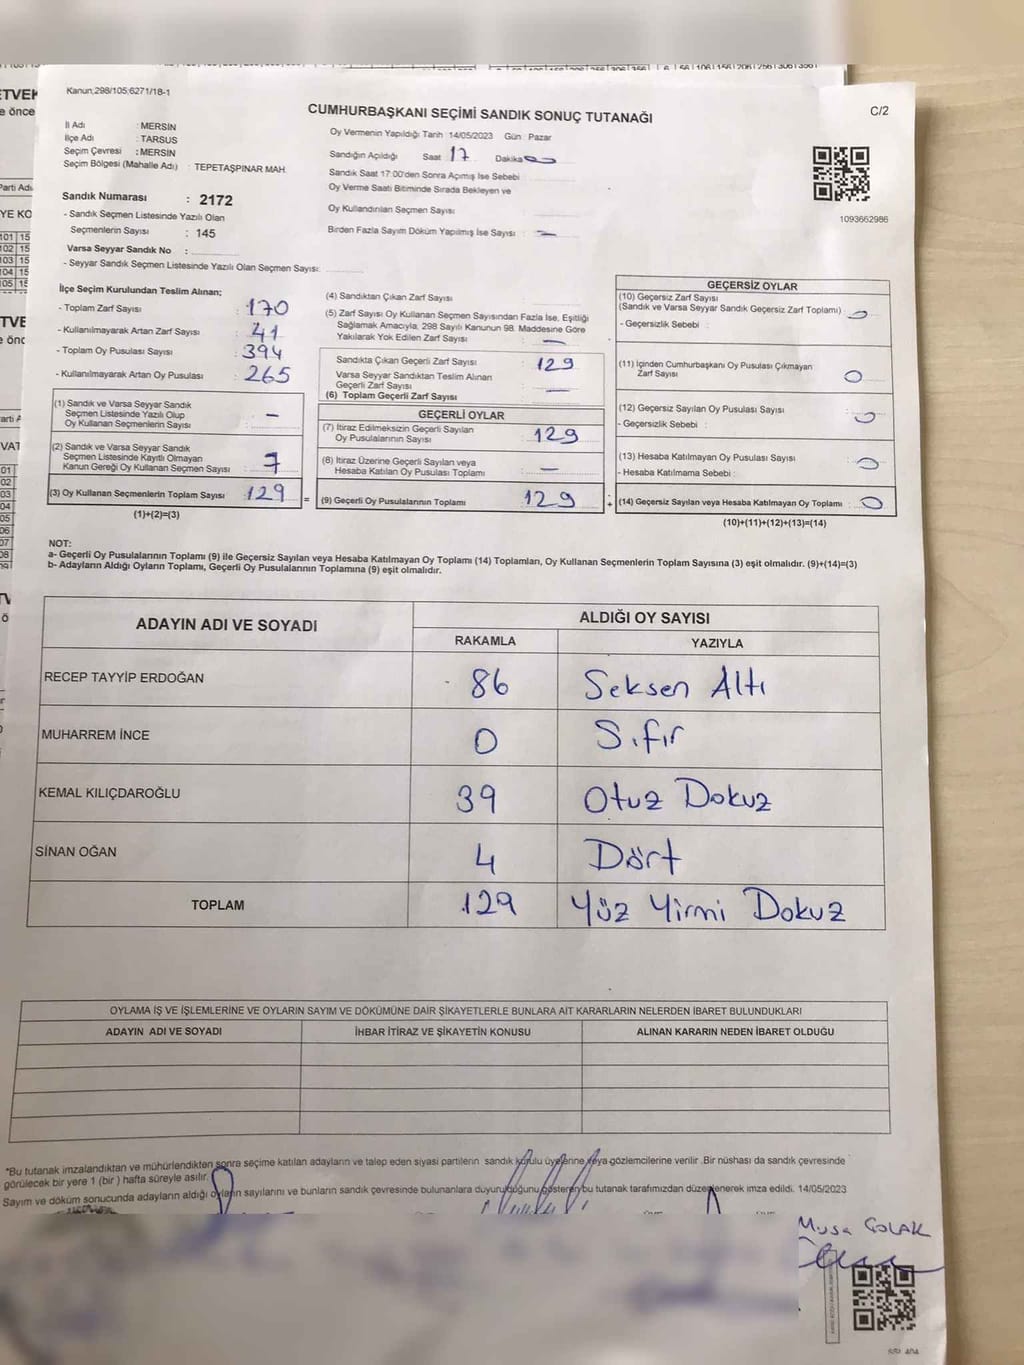 Kanun;298/105;6271/18-1
CUMHURBAŞKANI SEÇİMİ SANDIK SONUÇ TUTANAĞI
C/2
İl Adı : MERSİN
İlçe Adı : TARSUS
Seçim Çevresi : MERSİN
Seçim Bölgesi (Mahalle Adı) : TEPETAŞPINAR MAH.
Sandık Numarası : 2172
- Sandık Seçmen Listesinde Yazılı Olan
Seçmenlerin Sayısı : 145
Varsa Seyyar Sandık No :
- Seyyar Sandık Seçmen Listesinde Yazılı Olan Seçmen Sayısı:
Oy Vermenin Yapıldığı Tarih 14/05/2023 Gün Pazar
Sandığın Açıldığı Saat 17 Dakika
Sandık Saat 17:00'den Sonra Açımış İse Sebebi
Oy Verme Saati Bitiminde Sırada Bekleyen ve
Oy Kullandırılan Seçmen Sayısı
Birden Fazla Sayım Döküm Yapılmış İse Sayısı : —
1093662986
İlçe Seçim Kurulundan Teslim Alınan;
- Toplam Zarf Sayısı : 170
- Kullanılmayarak Artan Zarf Sayısı : 41
- Toplam Oy Pusulası Sayısı : 394
- Kullanılmayarak Artan Oy Pusulası : 265
(1) Sandık ve Varsa Seyyar Sandık
Seçmen Listesinde Yazılı Olup
Oy Kullanan Seçmenlerin Sayısı : —
(2) Sandık ve Varsa Seyyar Sandık
Seçmen Listesinde Kayıtlı Olmayan
Kanun Gereği Oy Kullanan Seçmen Sayısı : 7
(3) Oy Kullanan Seçmenlerin Toplam Sayısı : 129
(1)+(2)=(3)
(4) Sandıktan Çıkan Zarf Sayısı
(5) Zarf Sayısı Oy Kullanan Seçmen Sayısından Fazla İse, Eşitliği
Sağlamak Amacıyla, 298 Sayılı Kanunun 98. Maddesine Göre
Yakılarak Yok Edilen Zarf Sayısı : —
Sandıkta Çıkan Geçerli Zarf Sayısı : 129
Varsa Seyyar Sandıktan Teslim Alınan
Geçerli Zarf Sayısı : —
(6) Toplam Geçerli Zarf Sayısı
GEÇERLİ OYLAR
(7) İtiraz Edilmeksizin Geçerli Sayılan
Oy Pusulalarının Sayısı : 129
(8) İtiraz Üzerine Geçerli Sayılan veya
Hesaba Katılan Oy Pusulası Toplamı : —
= (9) Geçerli Oy Pusulalarının Toplamı : 129 +
GEÇERSİZ OYLAR
(10) Geçersiz Zarf Sayısı
(Sandık ve Varsa Seyyar Sandık Geçersiz Zarf Toplamı) : 0
- Geçersizlik Sebebi :
(11) İçinden Cumhurbaşkanı Oy Pusulası Çıkmayan
Zarf Sayısı : 0
(12) Geçersiz Sayılan Oy Pusulası Sayısı : 0
- Geçersizlik Sebebi :
(13) Hesaba Katılmayan Oy Pusulası Sayısı : 0
- Hesaba Katılmama Sebebi :
(14) Geçersiz Sayılan veya Hesaba Katılmayan Oy Toplamı : 0
(10)+(11)+(12)+(13)=(14)
NOT:
a- Geçerli Oy Pusulalarının Toplamı (9) ile Geçersiz Sayılan veya Hesaba Katılmayan Oy Toplamı (14) Toplamları, Oy Kullanan Seçmenlerin Toplam Sayısına (3) eşit olmalıdır. (9)+(14)=(3)
b- Adayların Aldığı Oyların Toplamı, Geçerli Oy Pusulalarının Toplamına (9) eşit olmalıdır.
ADAYIN ADI VE SOYADI ALDIĞI OY SAYISI
RAKAMLA YAZIYLA
RECEP TAYYİP ERDOĞAN 86 Seksen Altı
MUHARREM İNCE 0 Sıfır
KEMAL KILIÇDAROĞLU 39 Otuz Dokuz
SİNAN OĞAN 4 Dört
TOPLAM 129 Yüz Yirmi Dokuz
OYLAMA İŞ VE İŞLEMLERİNE VE OYLARIN SAYIM VE DÖKÜMÜNE DAİR ŞİKAYETLERLE BUNLARA AİT KARARLARIN NELERDEN İBARET BULUNDUKLARI
ADAYIN ADI VE SOYADI İHBAR İTİRAZ VE ŞİKAYETİN KONUSU ALINAN KARARIN NEDEN İBARET OLDUĞU
*Bu tutanak imzalandıktan ve mühürlendikten sonra seçime katılan adayların ve talep eden siyasi partilerin sandık kurulu üyelerine veya gözlemcilerine verilir .Bir nüshası da sandık çevresinde
görülecek bir yere 1 (bir ) hafta süreyle asılır.
Sayım ve döküm sonucunda adayların aldığı oyların sayılarını ve bunların sandık çevresinde bulunanlara duyurulduğunu gösteren bu tutanak tarafımızdan düzenlenerek imza edildi. 14/05/2023
Musa ÇOLAK